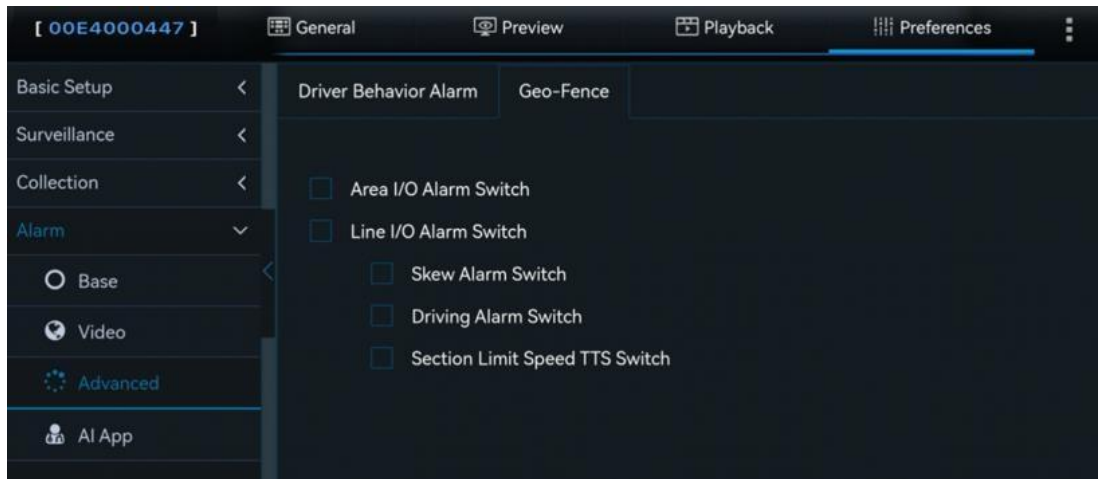 [ 00E4000447 ]
General
Preview
Playback
Preferences
Basic Setup
Surveillance
Collection
Alarm
Base
Video
Advanced
AI App
Driver Behavior Alarm
Geo-Fence
Area I/O Alarm Switch
Line I/O Alarm Switch
Skew Alarm Switch
Driving Alarm Switch
Section Limit Speed TTS Switch